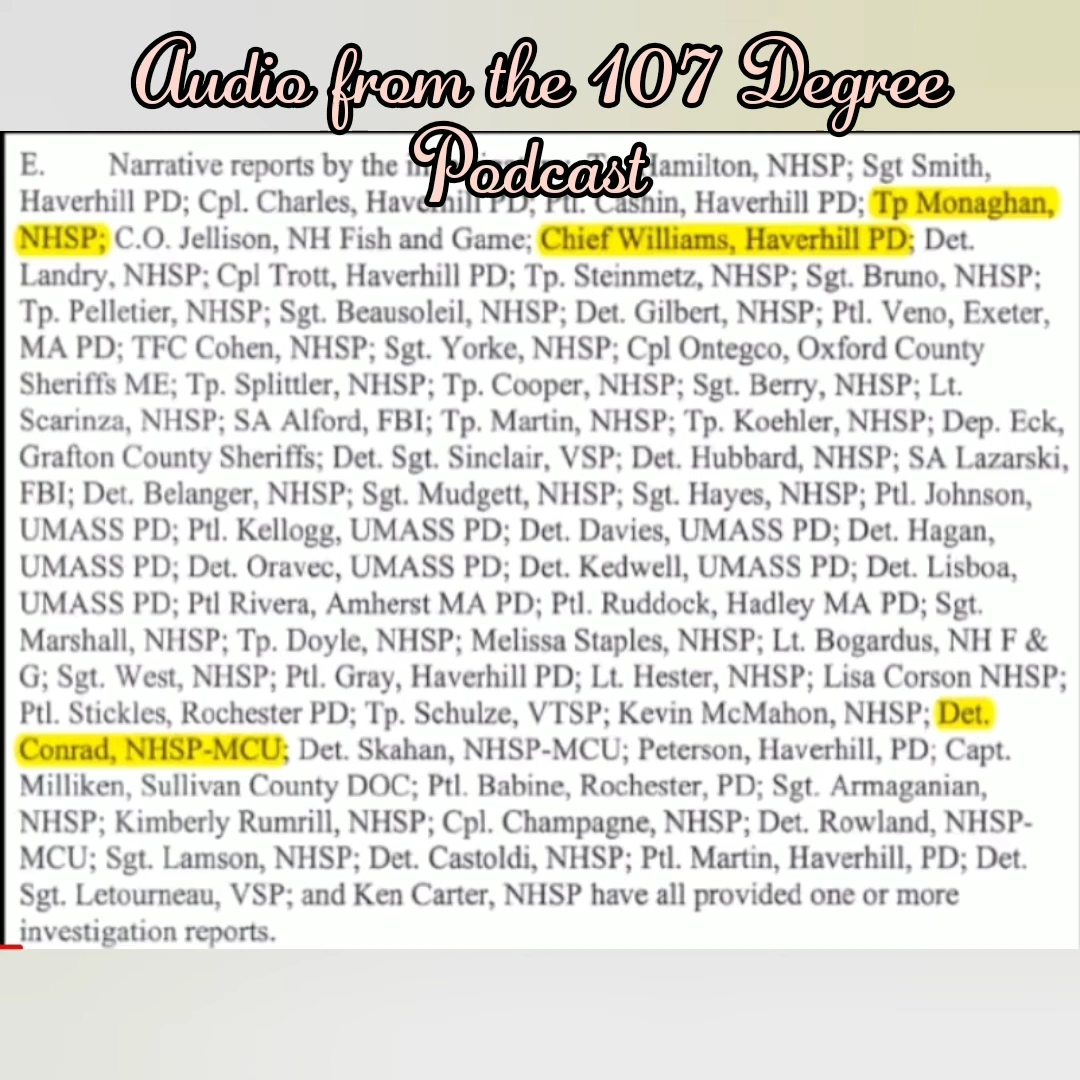 Audio from the 107 Degree
Podcast
E. Narrative reports by the Hamilton, NHSP; Sgt Smith,
Haverhill PD; Cpl. Charles, Haverhill PD; Ptl. Cashin, Haverhill PD; Tp Monaghan,
NHSP; C.O. Jellison, NH Fish and Game; Chief Williams, Haverhill PD; Det.
Landry, NHSP; Cpl Trott, Haverhill PD; Tp. Steinmetz, NHSP; Sgt. Bruno, NHSP;
Tp. Pelletier, NHSP; Sgt. Beausoleil, NHSP; Det. Gilbert, NHSP; Ptl. Veno, Exeter,
MA PD; TFC Cohen, NHSP; Sgt. Yorke, NHSP; Cpl Ontegco, Oxford County
Sheriffs ME; Tp. Splittler, NHSP; Tp. Cooper, NHSP; Sgt. Berry, NHSP; Lt.
Scarinza, NHSP; SA Alford, FBI; Tp. Martin, NHSP; Tp. Koehler, NHSP; Dep. Eck,
Grafton County Sheriffs; Det. Sgt. Sinclair, VSP; Det. Hubbard, NHSP; SA Lazarski,
FBI; Det. Belanger, NHSP; Sgt. Mudgett, NHSP; Sgt. Hayes, NHSP; Ptl. Johnson,
UMASS PD; Ptl. Kellogg, UMASS PD; Det. Davies, UMASS PD; Det. Hagan,
UMASS PD; Det. Oravec, UMASS PD; Det. Kedwell, UMASS PD; Det. Lisboa,
UMASS PD; Ptl Rivera, Amherst MA PD; Ptl. Ruddock, Hadley MA PD; Sgt.
Marshall, NHSP; Tp. Doyle, NHSP; Melissa Staples, NHSP; Lt. Bogardus, NH F &
G; Sgt. West, NHSP; Ptl. Gray, Haverhill PD; Lt. Hester, NHSP; Lisa Corson NHSP;
Ptl. Stickles, Rochester PD; Tp. Schulze, VTSP; Kevin McMahon, NHSP; Det.
Conrad, NHSP-MCU; Det. Skahan, NHSP-MCU; Peterson, Haverhill, PD; Capt.
Milliken, Sullivan County DOC; Ptl. Babine, Rochester, PD; Sgt. Armaganian,
NHSP; Kimberly Rumrill, NHSP; Cpl. Champagne, NHSP; Det. Rowland, NHSP-
MCU; Sgt. Lamson, NHSP; Det. Castoldi, NHSP; Ptl. Martin, Haverhill, PD; Det.
Sgt. Letourneau, VSP; and Ken Carter, NHSP have all provided one or more
investigation reports.